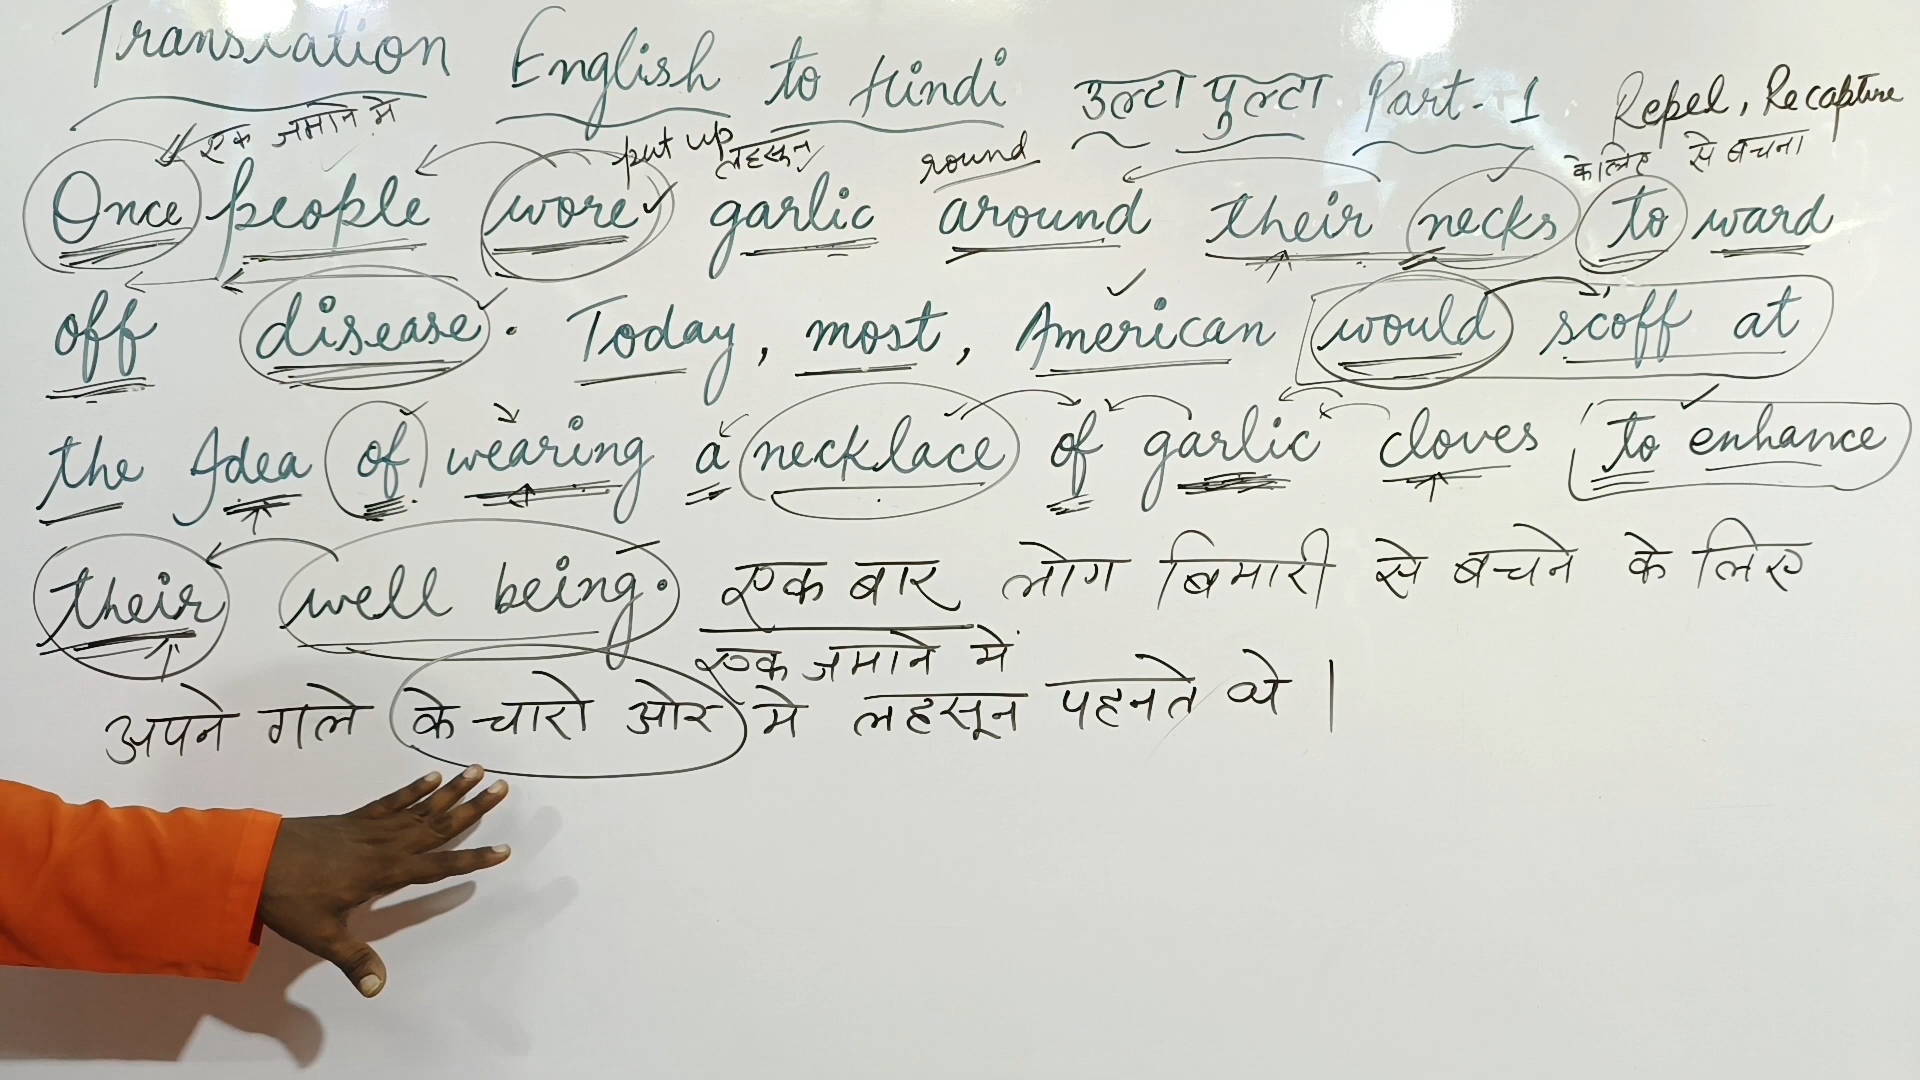 Translation English to Hindi उल्टा पुल्टा Part-1
Repel, Recapture
एक जमाने में put up लहसुन round के लिए से बचना
Once people wore garlic around their necks to ward
off disease. Today, most, American would scoff at
the Idea of wearing a necklace of garlic cloves to enhance
their well being. एक बार लोग बिमारी से बचने के लिए
एक जमाने में
अपने गले के चारो ओर मे लहसून पहनते थे।